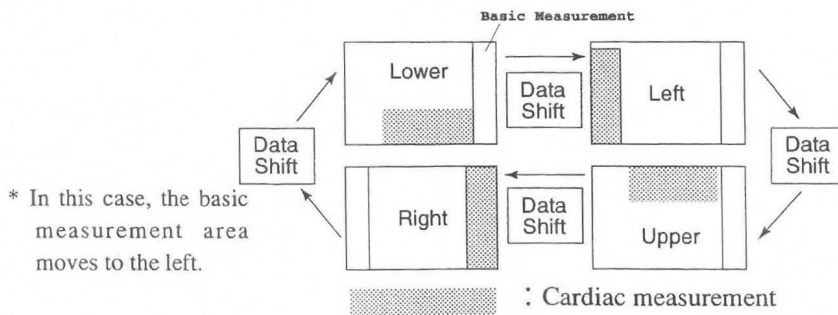 Basic Measurement
Lower
Data
Shift
Left
Data
Shift
Data
Shift
* In this case, the basic
measurement area
moves to the left.
Right
Data
Shift
Upper
: Cardiac measurement